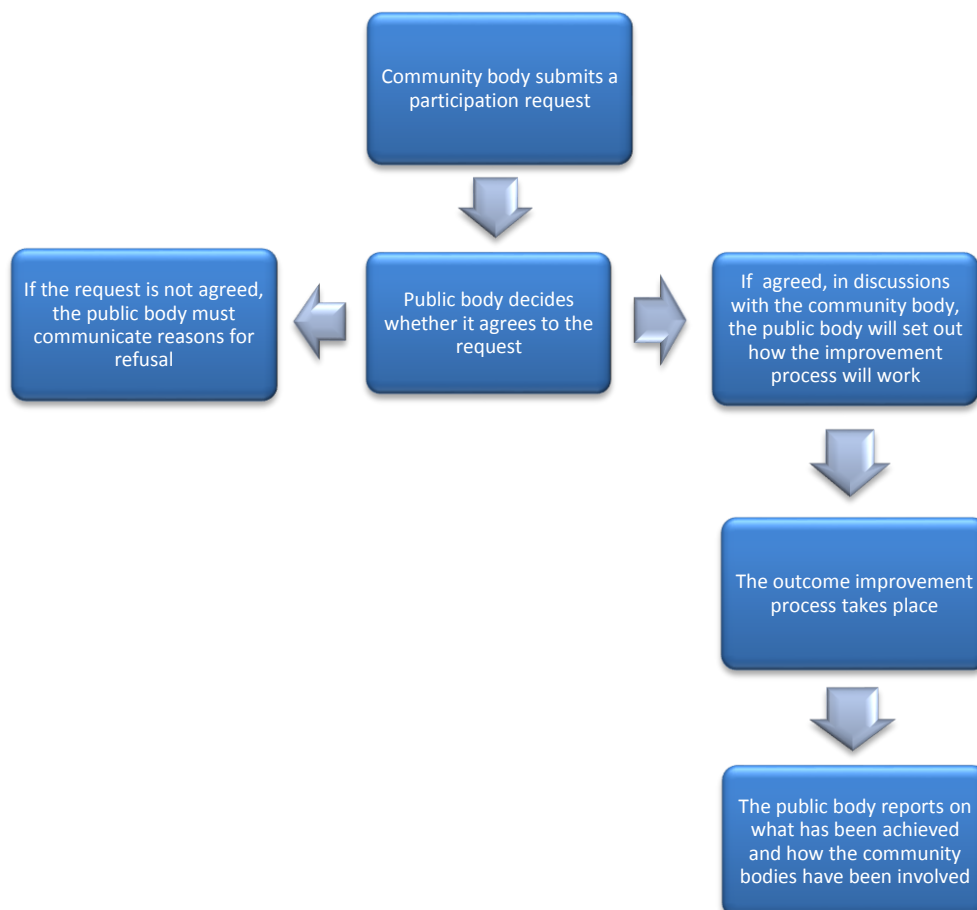 Community body submits a
participation request
If the request is not agreed,
the public body must
communicate reasons for
refusal
Public body decides
whether it agrees to the
request
If  agreed, in discussions
with the community body,
the public body will set out
how the improvement
process will work
The outcome improvement
process takes place
The public body reports on
what has been achieved
and how the community
bodies have been involved